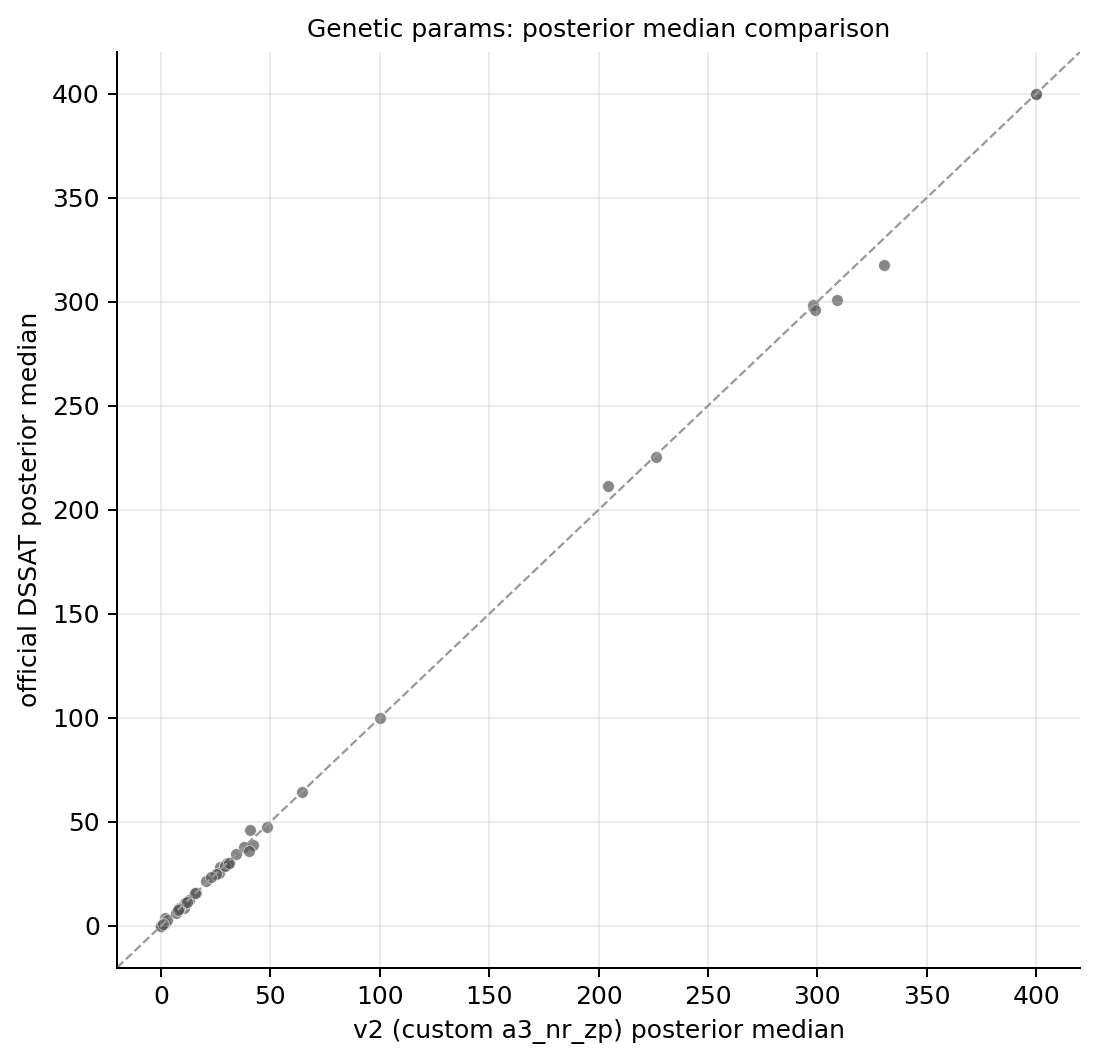 Genetic params: posterior median comparison
official DSSAT posterior median
400
350
300
250
200
150
100
50
0
0 50 100 150 200 250 300 350 400
v2 (custom a3_nr_zp) posterior median